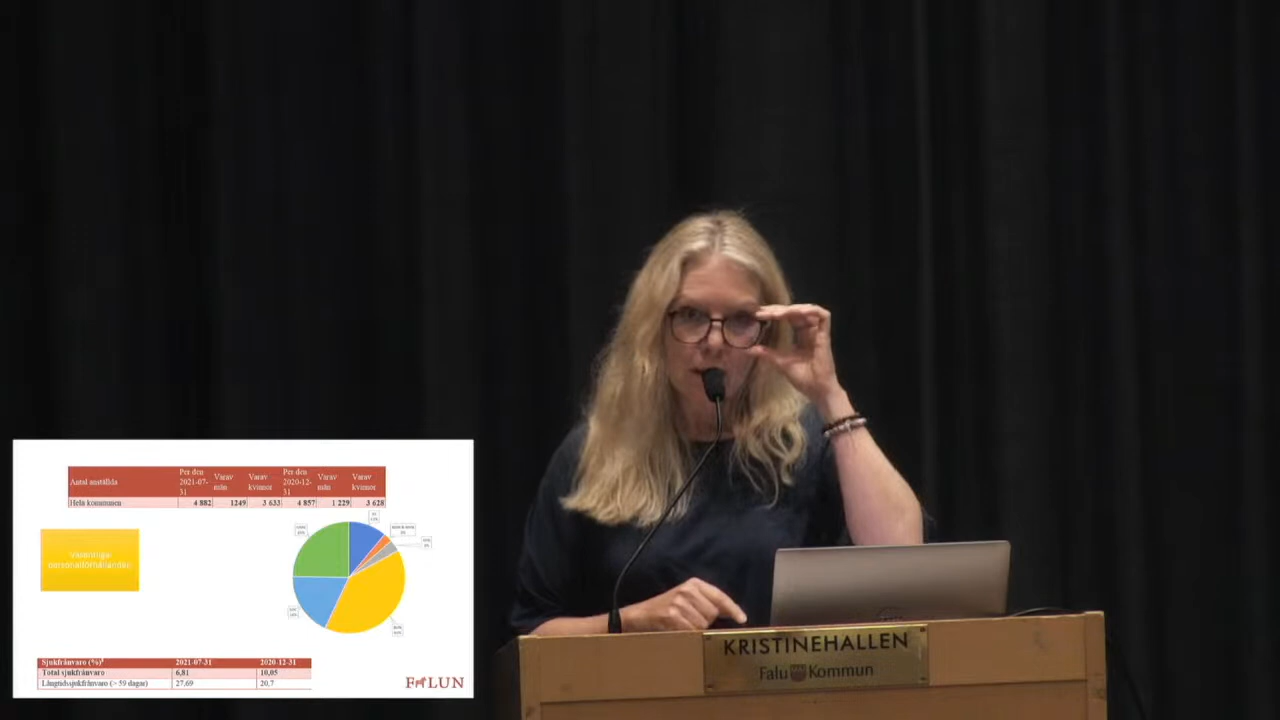 Antal anställda
Per den 2021-07-31
Varav män
Varav kvinnor
Per den 2020-12-31
Varav män
Varav kvinnor
Hela kommunen 4 882 1249 3 633 4 857 1 229 3 628
Väsentliga
personalförhållanden
Sjukfrånvaro (%) 2021-07-31 2020-12-31
Total sjukfrånvaro 6,81 10,05
Långtidssjukfrånvaro (> 59 dagar) 27,69 20,7
FALUN
KRISTINEHALLEN
Falu Kommun